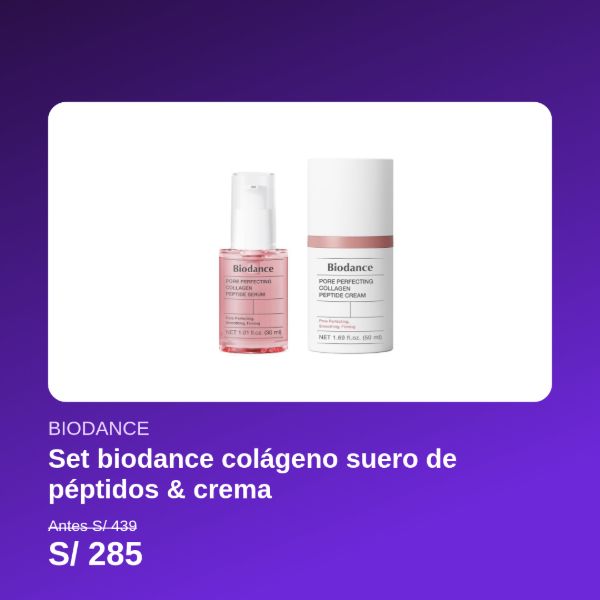 Biodance
PORE PERFECTING
COLLAGEN
PEPTIDE SERUM
Pore Perfecting,
Smoothing, Firming
NET 1.01 fl.oz. (30 ml)
Biodance
PORE PERFECTING
COLLAGEN
PEPTIDE CREAM
Pore Perfecting,
Smoothing, Firming
NET 1.69 fl.oz. (50 ml)
BIODANCE
Set biodance colágeno suero de
péptidos & crema
Antes S/ 439
S/ 285